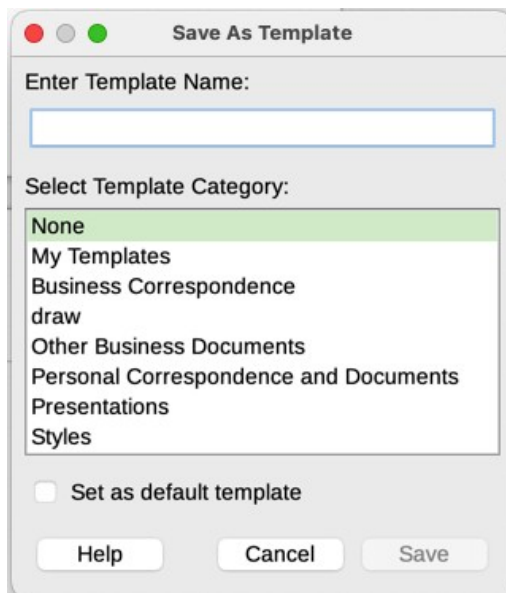 Save As Template
Enter Template Name:
Select Template Category:
None
My Templates
Business Correspondence
draw
Other Business Documents
Personal Correspondence and Documents
Presentations
Styles
Set as default template
Help Cancel Save